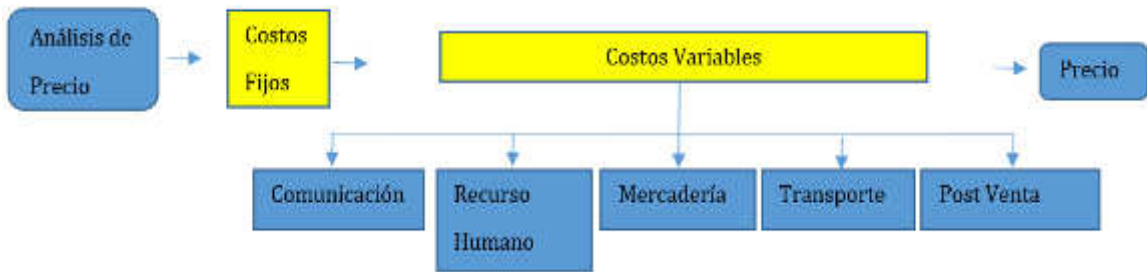 Análisis de
Precio
Costos
Fijos
Costos Variables
Precio
Comunicación
Recurso
Humano
Mercadería
Transporte
Post Venta